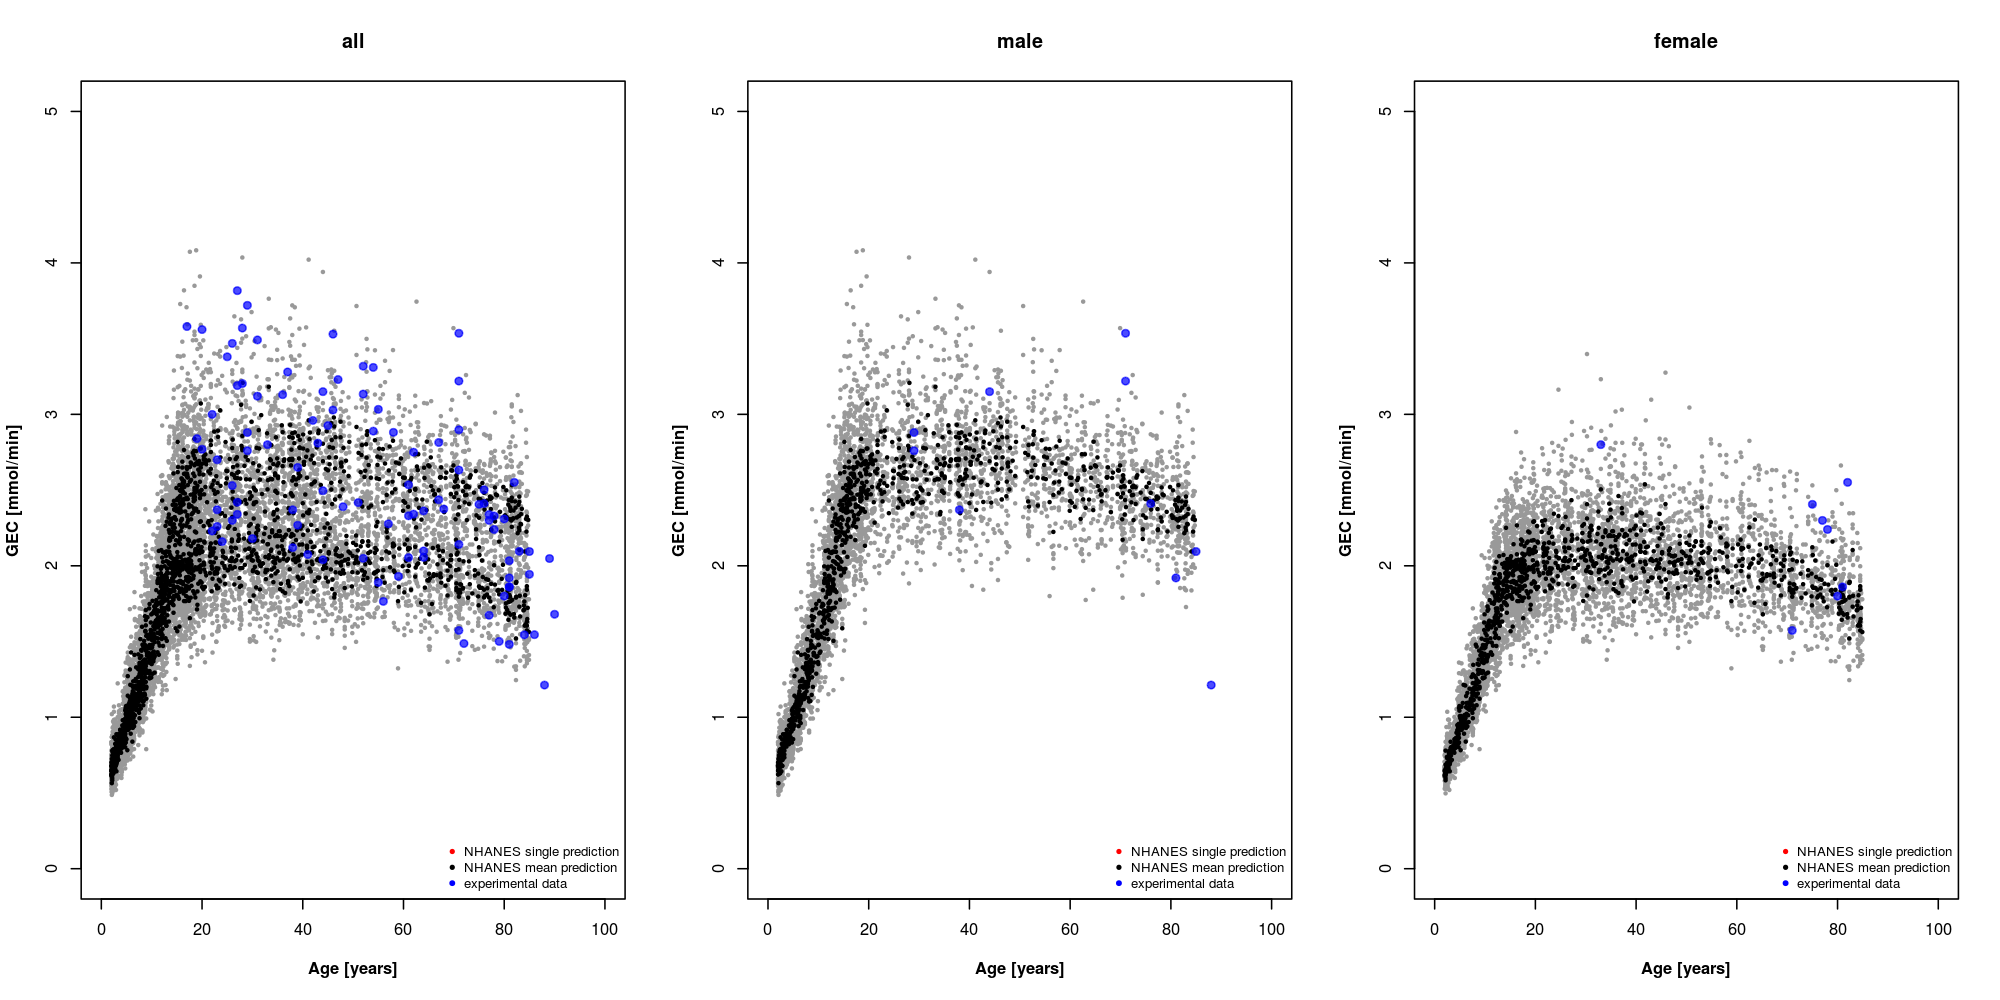 all
GEC [mmol/min]
5
4
3
2
1
0
NHANES single prediction
NHANES mean prediction
experimental data
0 20 40 60 80 100
Age [years]
male
GEC [mmol/min]
5
4
3
2
1
0
NHANES single prediction
NHANES mean prediction
experimental data
0 20 40 60 80 100
Age [years]
female
GEC [mmol/min]
5
4
3
2
1
0
NHANES single prediction
NHANES mean prediction
experimental data
0 20 40 60 80 100
Age [years]